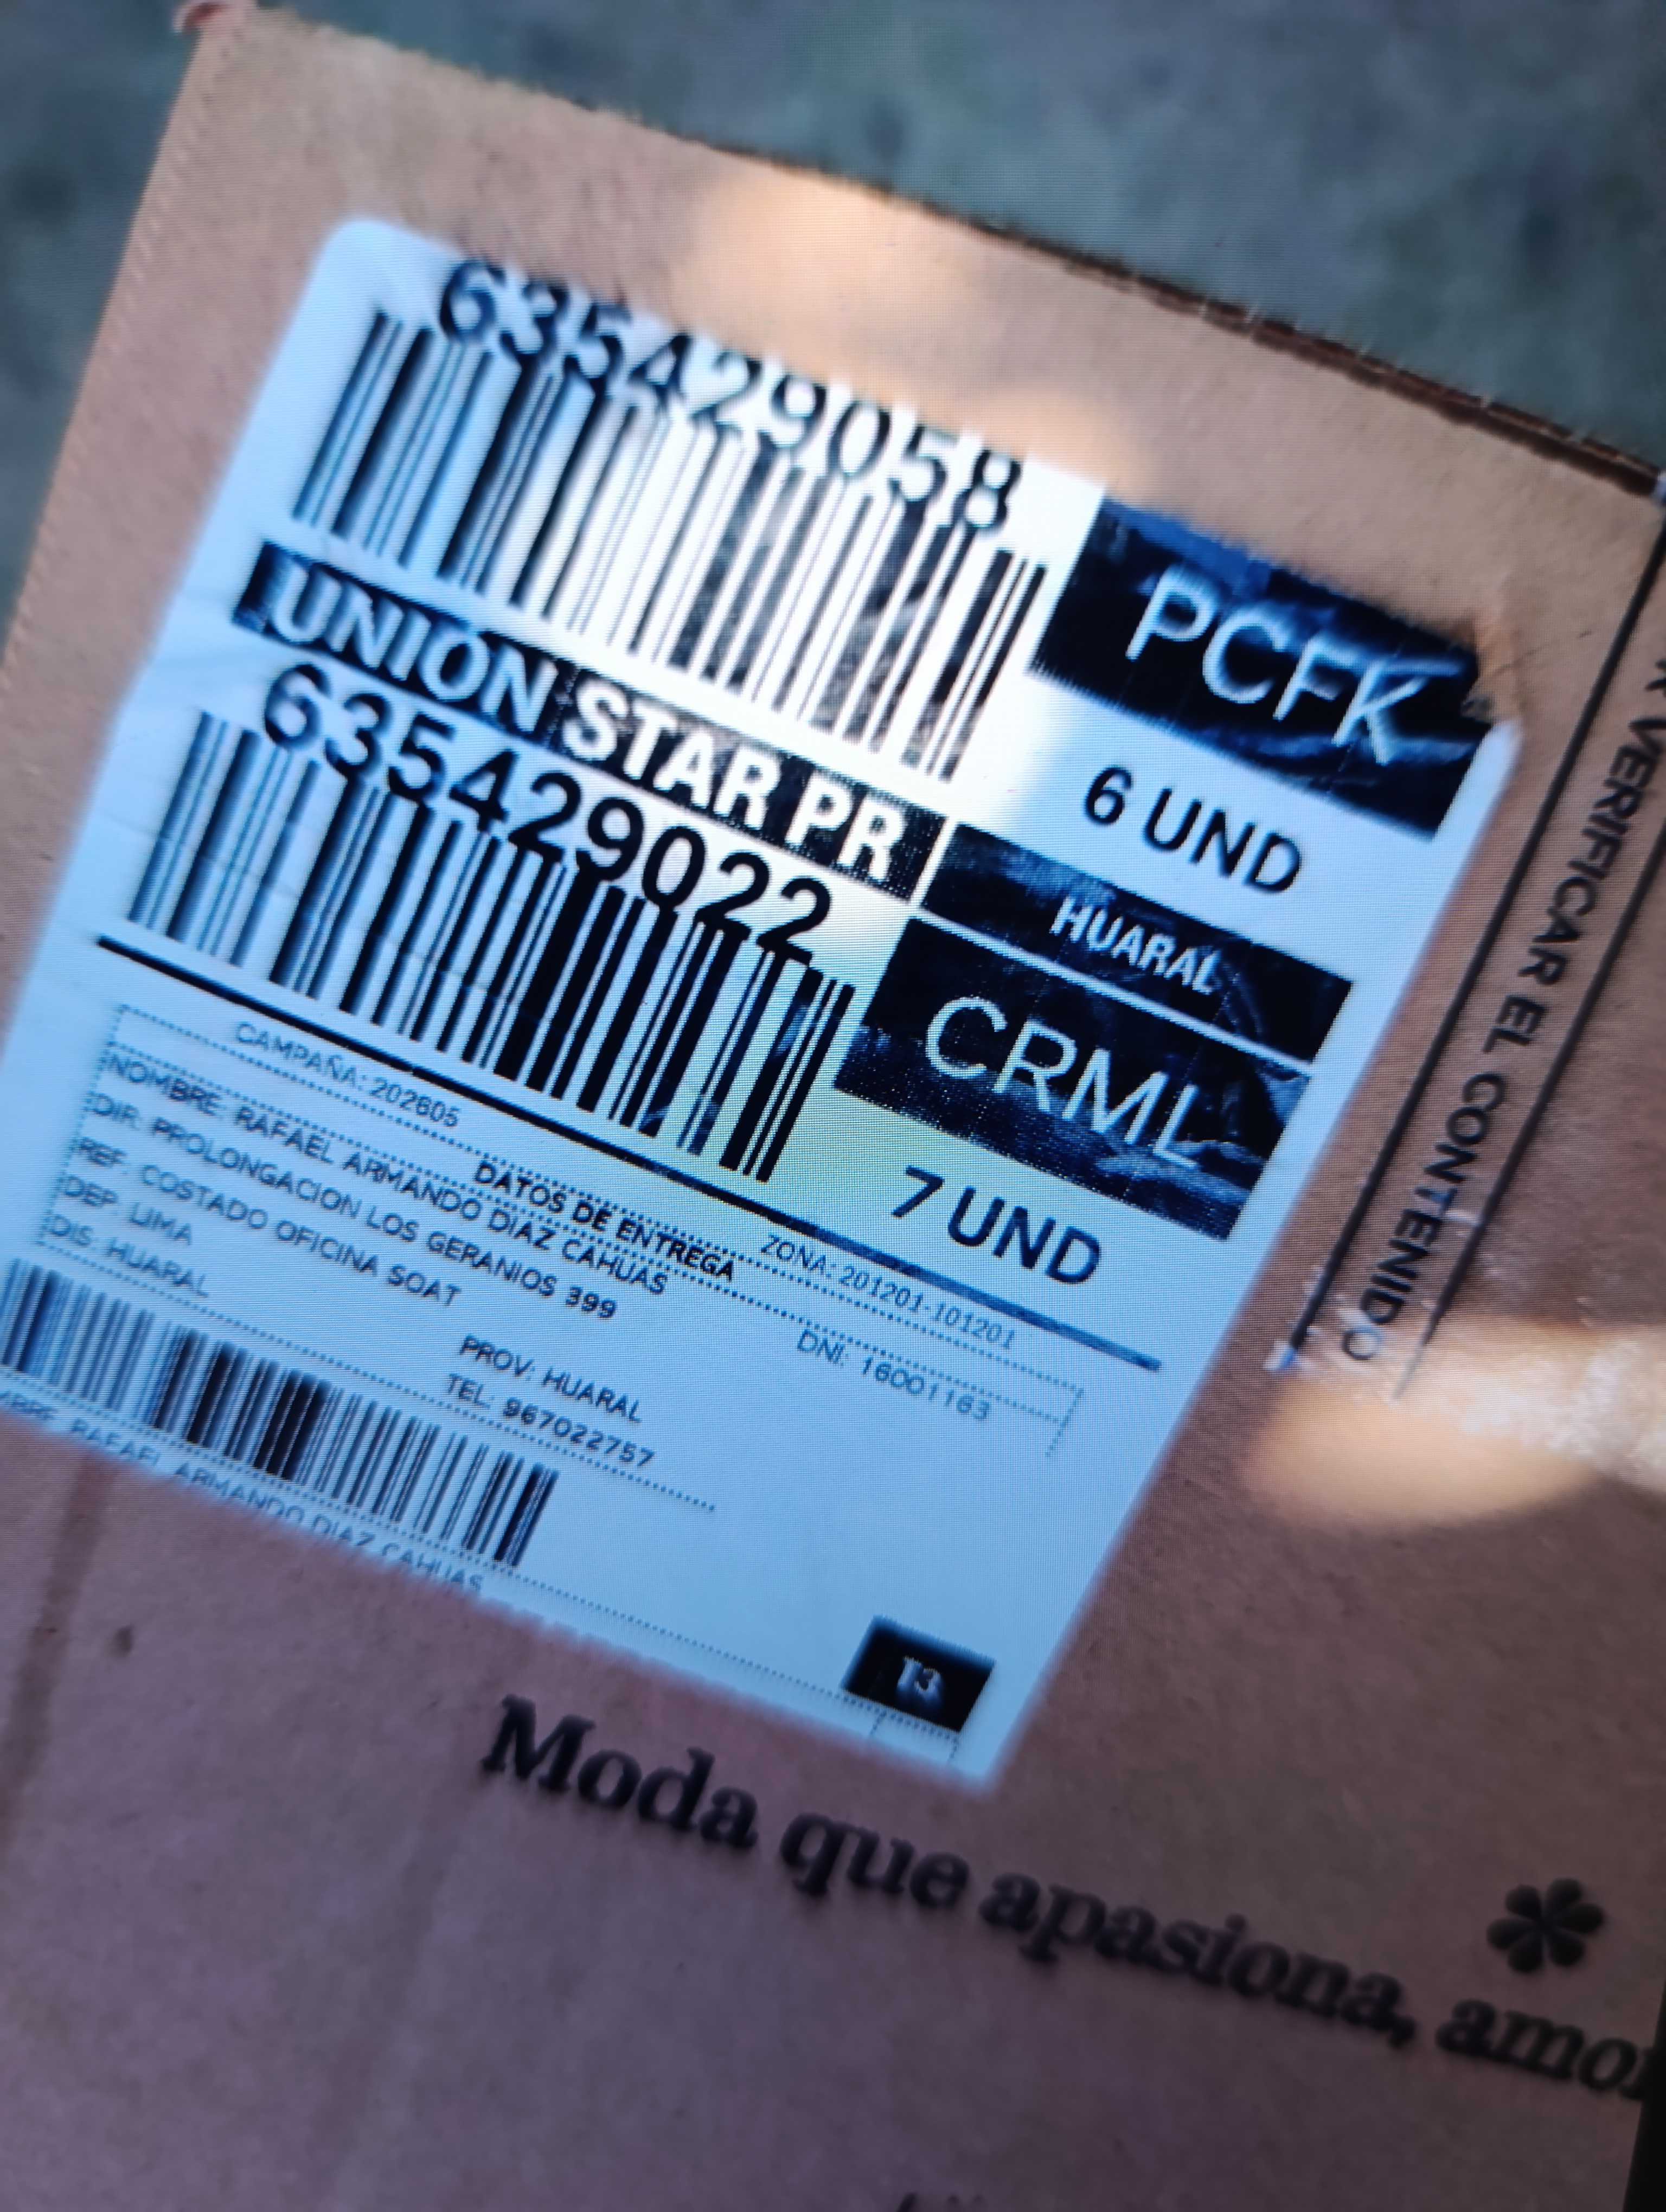 635429058
PCFK
6 UND
UNION STAR PR
HUARAL
635429022
CRML
7 UND
CAMPAÑA: 202605
ZONA: 201201-101201
DATOS DE ENTREGA
NOMBRE: RAFAEL ARMANDO DIAZ CAHUAS
DNI: 16001163
DIR: PROLONGACION LOS GERANIOS 399
REF: COSTADO OFICINA SOAT
DEP: LIMA
PROV: HUARAL
DIS: HUARAL
TEL: 967022757
RAFAEL ARMANDO DIAZ CAHUAS
13
VERIFICAR EL CONTENIDO
Moda que apasiona,